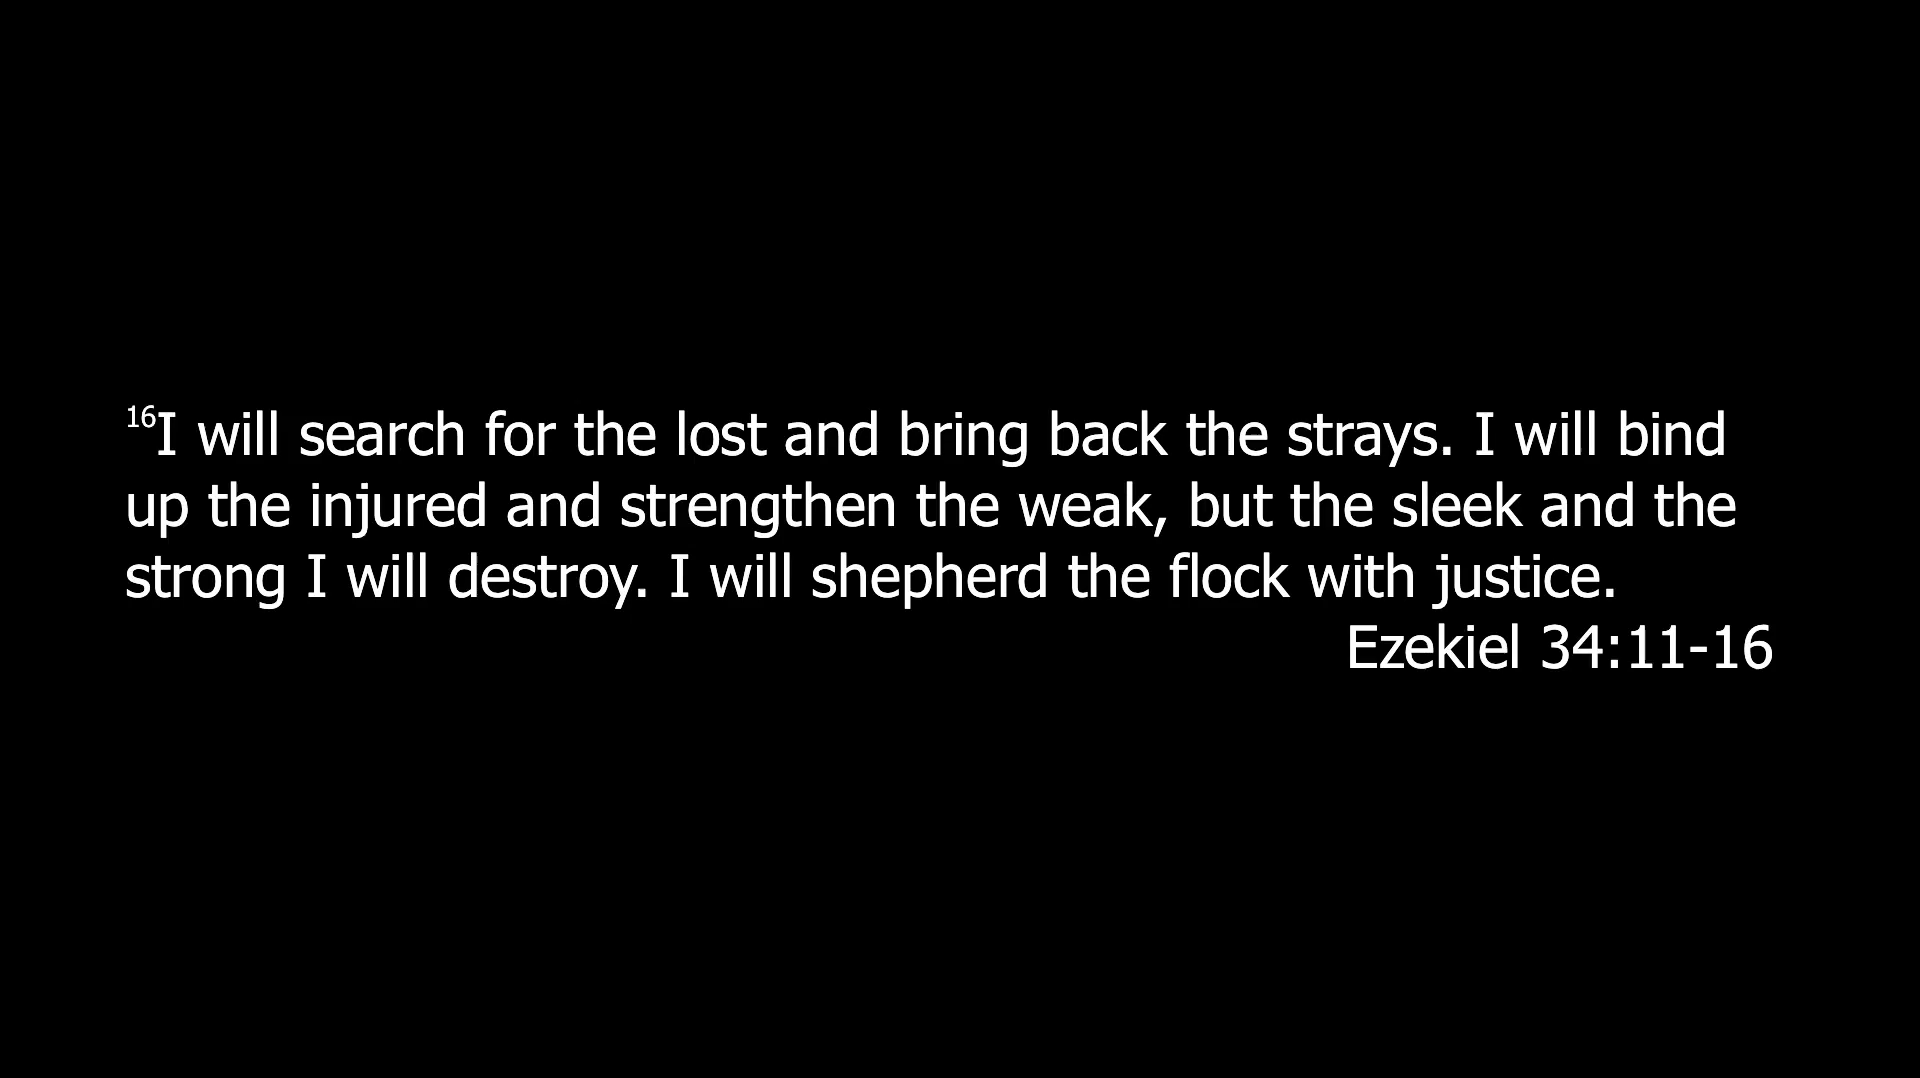 16I will search for the lost and bring back the strays. I will bind
up the injured and strengthen the weak, but the sleek and the
strong I will destroy. I will shepherd the flock with justice.
Ezekiel 34:11-16